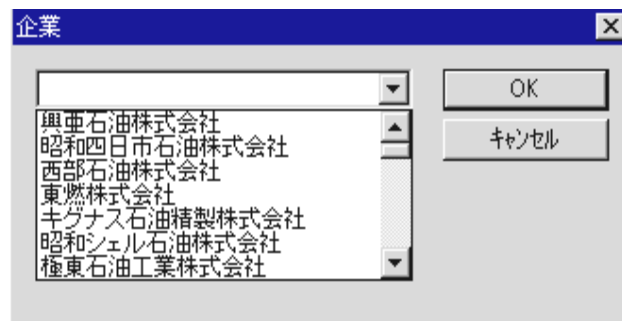 企業
OK
キャンセル
興亜石油株式会社
昭和四日市石油株式会社
西部石油株式会社
東燃株式会社
キグナス石油精製株式会社
昭和シェル石油株式会社
極東石油工業株式会社